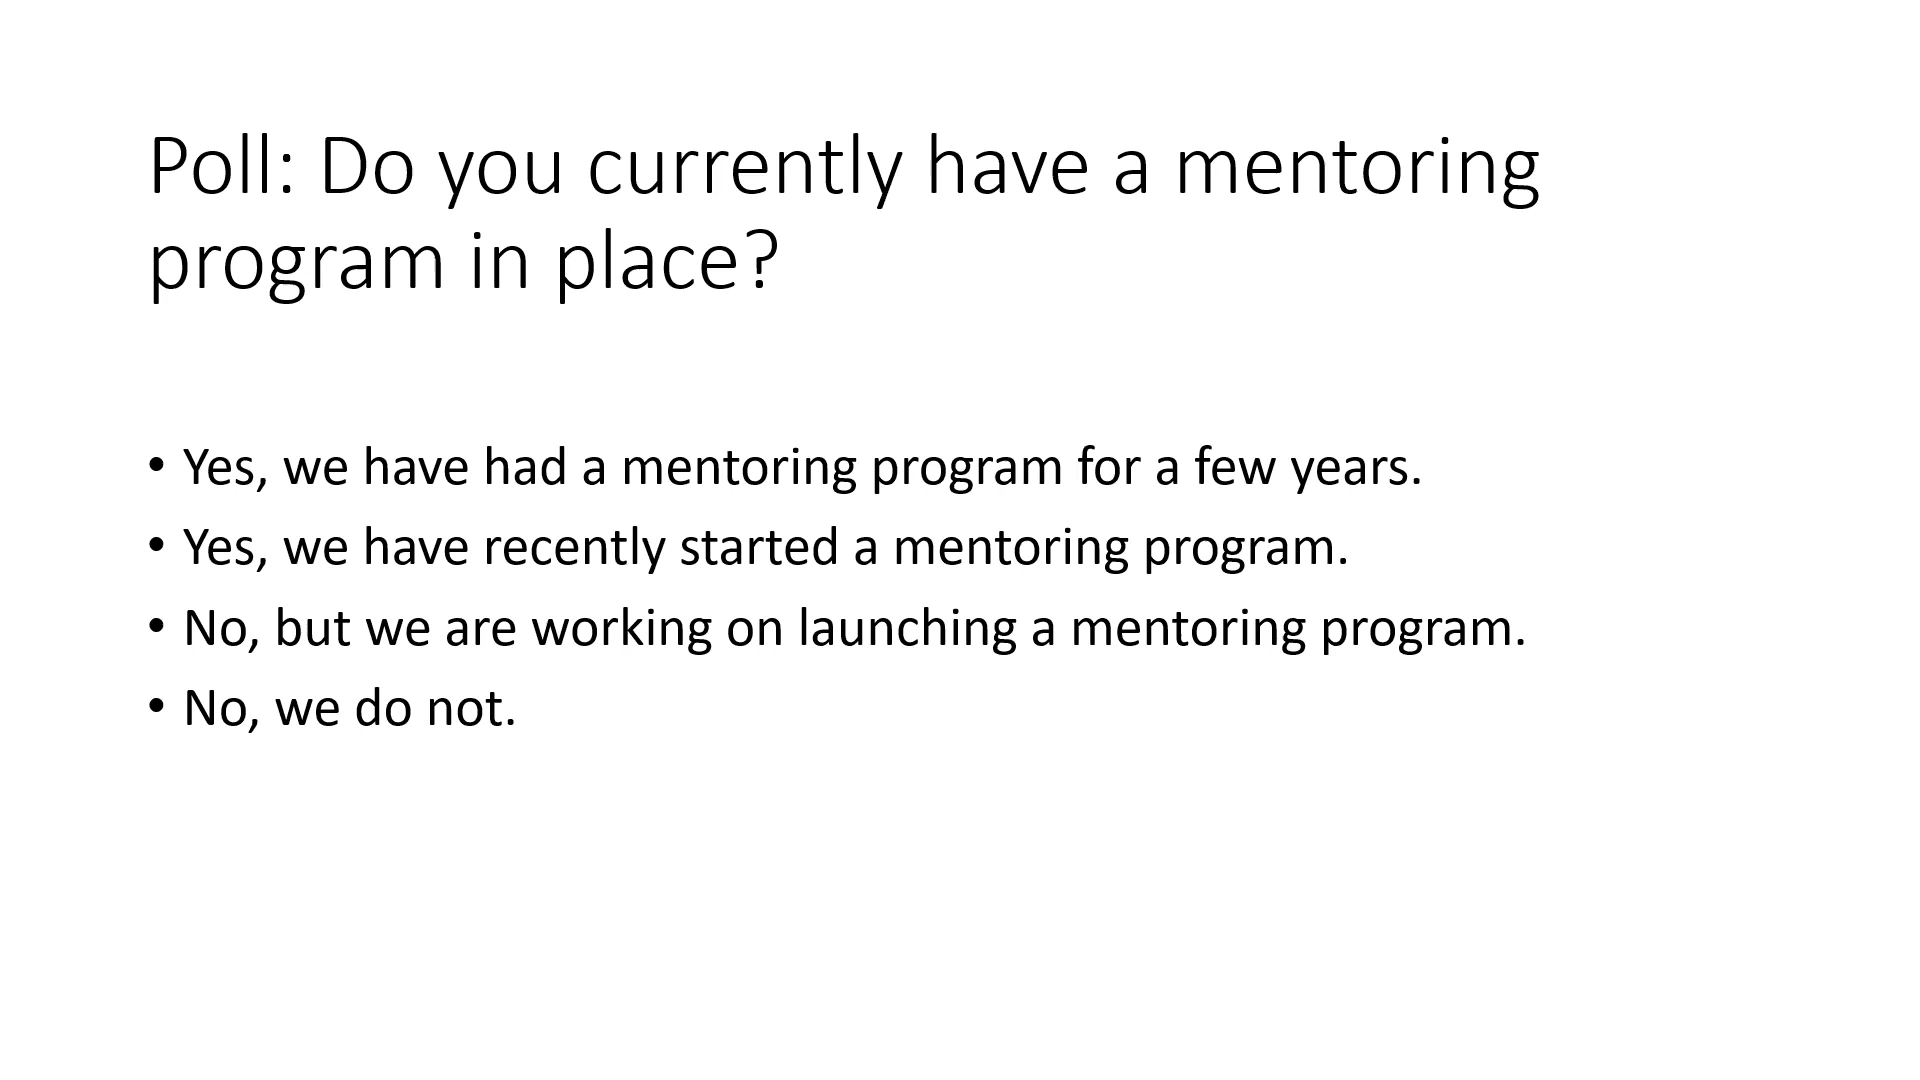 Poll: Do you currently have a mentoring
program in place?
• Yes, we have had a mentoring program for a few years.
• Yes, we have recently started a mentoring program.
• No, but we are working on launching a mentoring program.
• No, we do not.